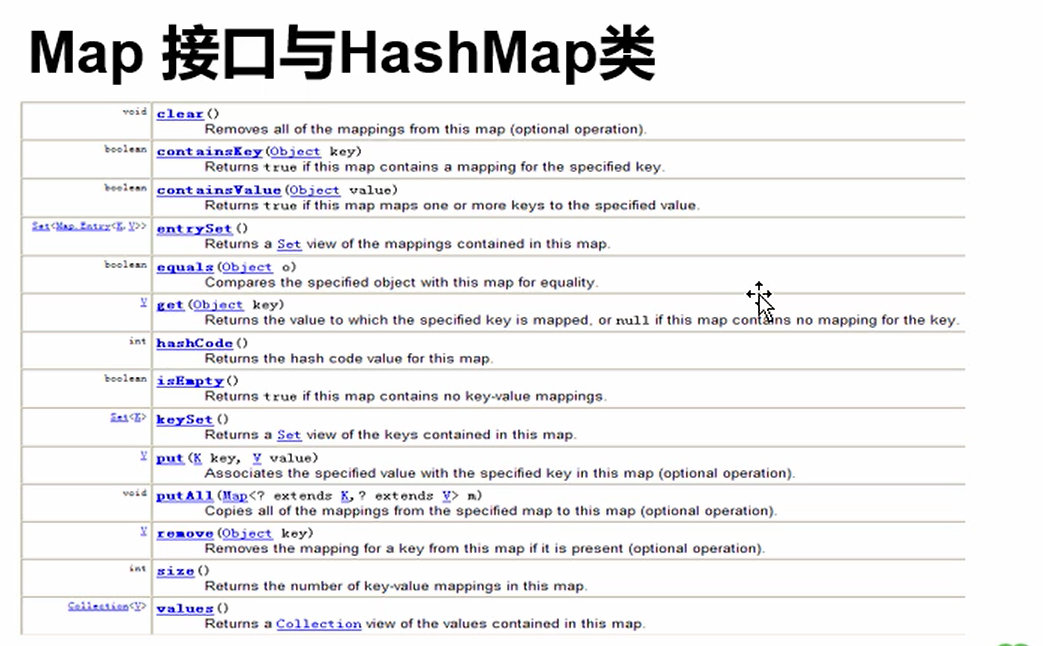 Map 接口与HashMap类
void clear()
Removes all of the mappings from this map (optional operation).
boolean containsKey(Object key)
Returns true if this map contains a mapping for the specified key.
boolean containsValue(Object value)
Returns true if this map maps one or more keys to the specified value.
Set<Map.Entry<K,V>> entrySet()
Returns a Set view of the mappings contained in this map.
boolean equals(Object o)
Compares the specified object with this map for equality.
V get(Object key)
Returns the value to which the specified key is mapped, or null if this map contains no mapping for the key.
int hashCode()
Returns the hash code value for this map.
boolean isEmpty()
Returns true if this map contains no key-value mappings.
Set<K> keySet()
Returns a Set view of the keys contained in this map.
V put(K key, V value)
Associates the specified value with the specified key in this map (optional operation).
void putAll(Map<? extends K,? extends V> m)
Copies all of the mappings from the specified map to this map (optional operation).
V remove(Object key)
Removes the mapping for a key from this map if it is present (optional operation).
int size()
Returns the number of key-value mappings in this map.
Collection<V> values()
Returns a Collection view of the values contained in this map.